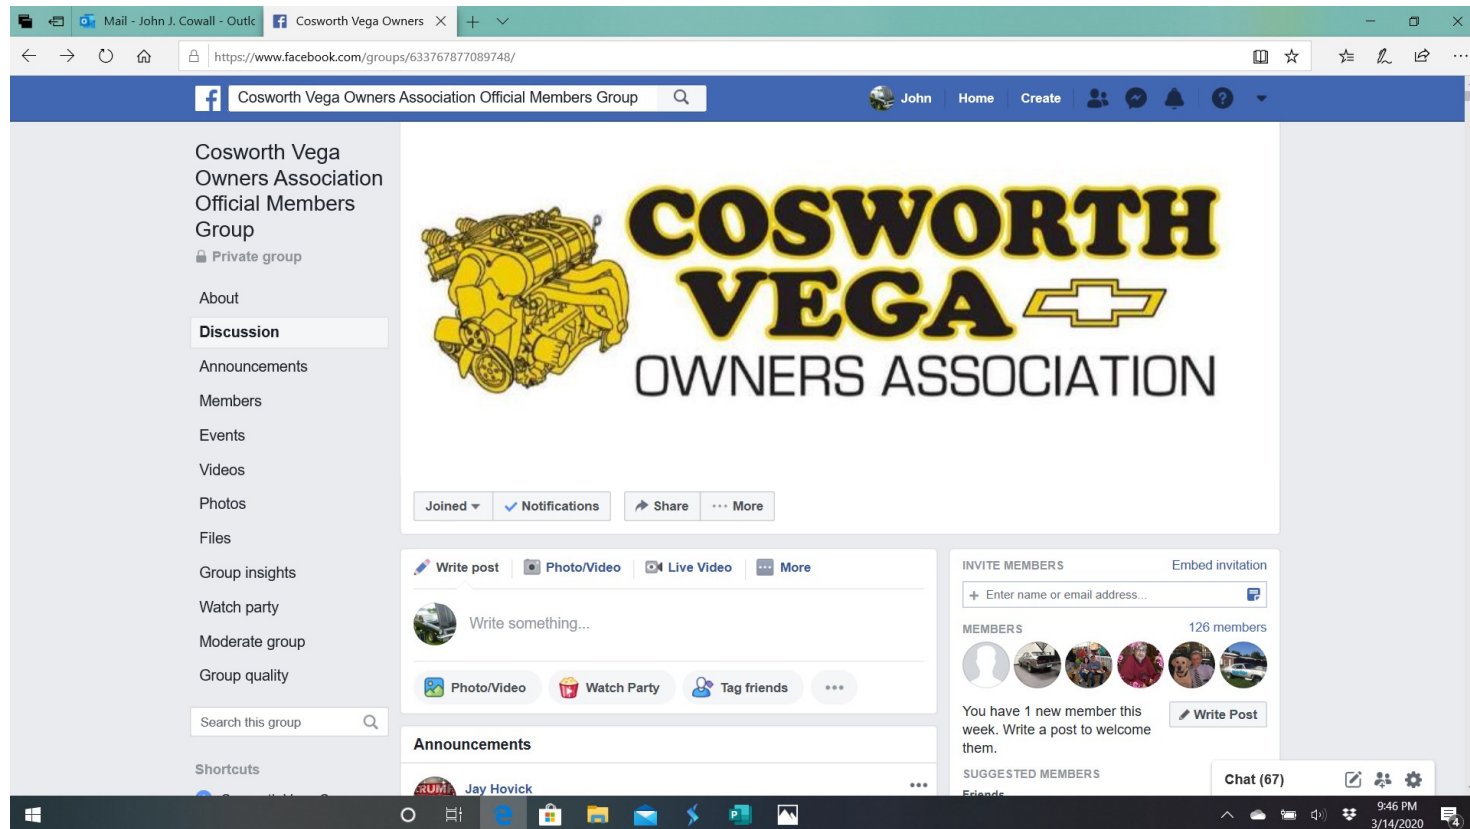 Mail - John J. Cowall - Outlo
Cosworth Vega Owners
https://www.facebook.com/groups/633767877089748/
Cosworth Vega Owners Association Official Members Group
John
Home
Create
Cosworth Vega
Owners Association
Official Members
Group
Private group
About
Discussion
Announcements
Members
Events
Videos
Photos
Files
Group insights
Watch party
Moderate group
Group quality
Search this group
Shortcuts
COSWORTH
VEGA
OWNERS ASSOCIATION
Joined
Notifications
Share
More
Write post
Photo/Video
Live Video
More
Write something...
Photo/Video
Watch Party
Tag friends
Announcements
Jay Hovick
INVITE MEMBERS
Embed invitation
+ Enter name or email address...
MEMBERS
126 members
You have 1 new member this
week. Write a post to welcome
them.
Write Post
SUGGESTED MEMBERS
Friends
Chat (67)
9:46 PM
3/14/2020
4